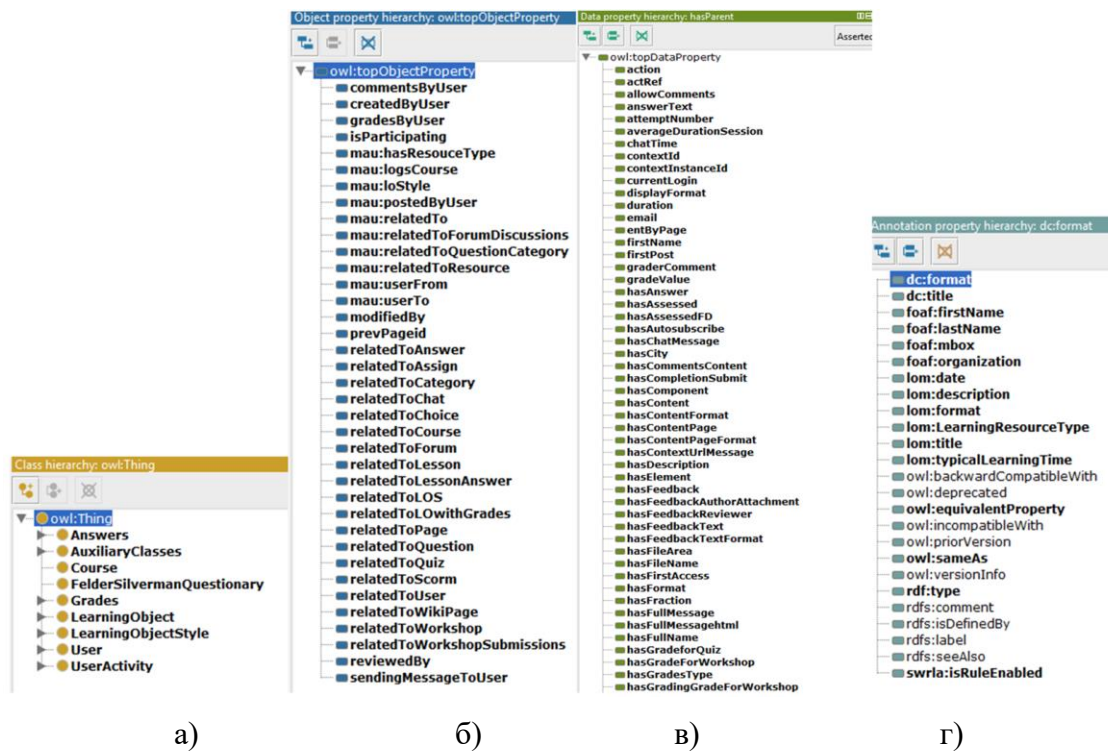 Class hierarchy: owl:Thing
owl:Thing
Answers
AuxiliaryClasses
Course
FelderSilvermanQuestionary
Grades
LearningObject
LearningObjectStyle
User
UserActivity
Object property hierarchy: owl:topObjectProperty
owl:topObjectProperty
commentsByUser
createdByUser
gradesByUser
isParticipating
mau:hasResouceType
mau:logsCourse
mau:loStyle
mau:postedByUser
mau:relatedTo
mau:relatedToForumDiscussions
mau:relatedToQuestionCategory
mau:relatedToResource
mau:userFrom
mau:userTo
modifiedBy
prevPageid
relatedToAnswer
relatedToAssign
relatedToCategory
relatedToChat
relatedToChoice
relatedToCourse
relatedToForum
relatedToLesson
relatedToLessonAnswer
relatedToLOS
relatedToLOwithGrades
relatedToPage
relatedToQuestion
relatedToQuiz
relatedToScorm
relatedToUser
relatedToWikiPage
relatedToWorkshop
relatedToWorkshopSubmissions
reviewedBy
sendingMessageToUser
Data property hierarchy: hasParent
Asserted
owl:topDataProperty
action
actRef
allowComments
answerText
attemptNumber
averageDurationSession
chatTime
contextId
contextInstanceId
currentLogin
displayFormat
duration
email
entByPage
firstName
firstPost
graderComment
gradeValue
hasAnswer
hasAssessed
hasAssessedFD
hasAutosubscribe
hasChatMessage
hasCity
hasCommentsContent
hasCompletionSubmit
hasComponent
hasContent
hasContentFormat
hasContentPage
hasContentPageFormat
hasContextUrlMessage
hasDescription
hasElement
hasFeedback
hasFeedbackAuthorAttachment
hasFeedbackReviewer
hasFeedbackText
hasFeedbackTextFormat
hasFileArea
hasFileName
hasFirstAccess
hasFormat
hasFraction
hasFullMessage
hasFullMessagehtml
hasFullName
hasGradeforQuiz
hasGradeForWorkshop
hasGradesType
hasGradingGradeForWorkshop
Annotation property hierarchy: dc:format
dc:format
dc:title
foaf:firstName
foaf:lastName
foaf:mbox
foaf:organization
lom:date
lom:description
lom:format
lom:LearningResourceType
lom:title
lom:typicalLearningTime
owl:backwardCompatibleWith
owl:deprecated
owl:equivalentProperty
owl:incompatibleWith
owl:priorVersion
owl:sameAs
owl:versionInfo
rdf:type
rdfs:comment
rdfs:isDefinedBy
rdfs:label
rdfs:seeAlso
swrla:isRuleEnabled
а) б) в) г)